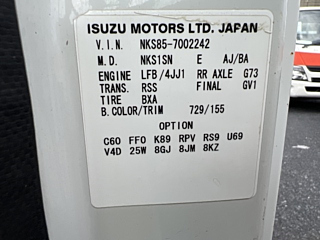 ISUZU MOTORS LTD. JAPAN
V.I.N. NKS85-7002242
M.D. NKS1SN E AJ/BA
ENGINE LFB/4JJ1 RR AXLE G73
TRANS. RSS FINAL GV1
TIRE BXA
B.COLOR/TRIM 729/155
OPTION
C60 FF0 K89 RPV RS9 U69
V4D 25W 8GJ 8JM 8KZ